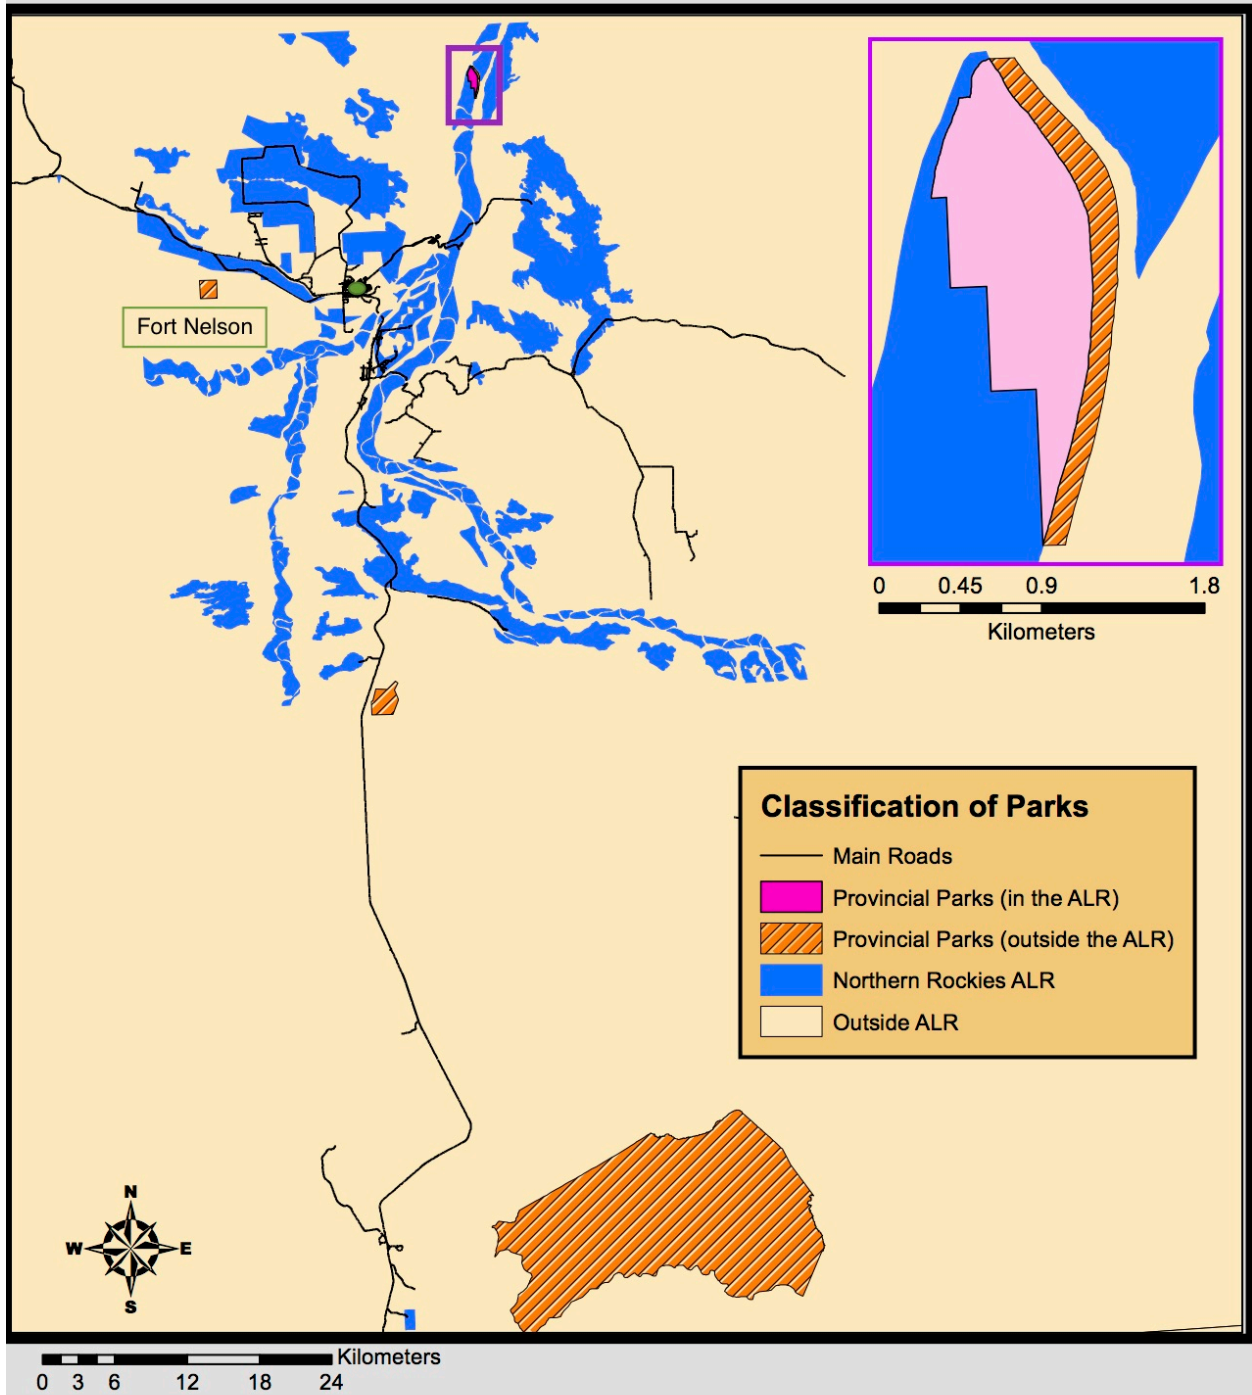 Fort Nelson
0 0.45 0.9 1.8
Kilometers
Classification of Parks
Main Roads
Provincial Parks (in the ALR)
Provincial Parks (outside the ALR)
Northern Rockies ALR
Outside ALR
N
W E
S
Kilometers
0 3 6 12 18 24